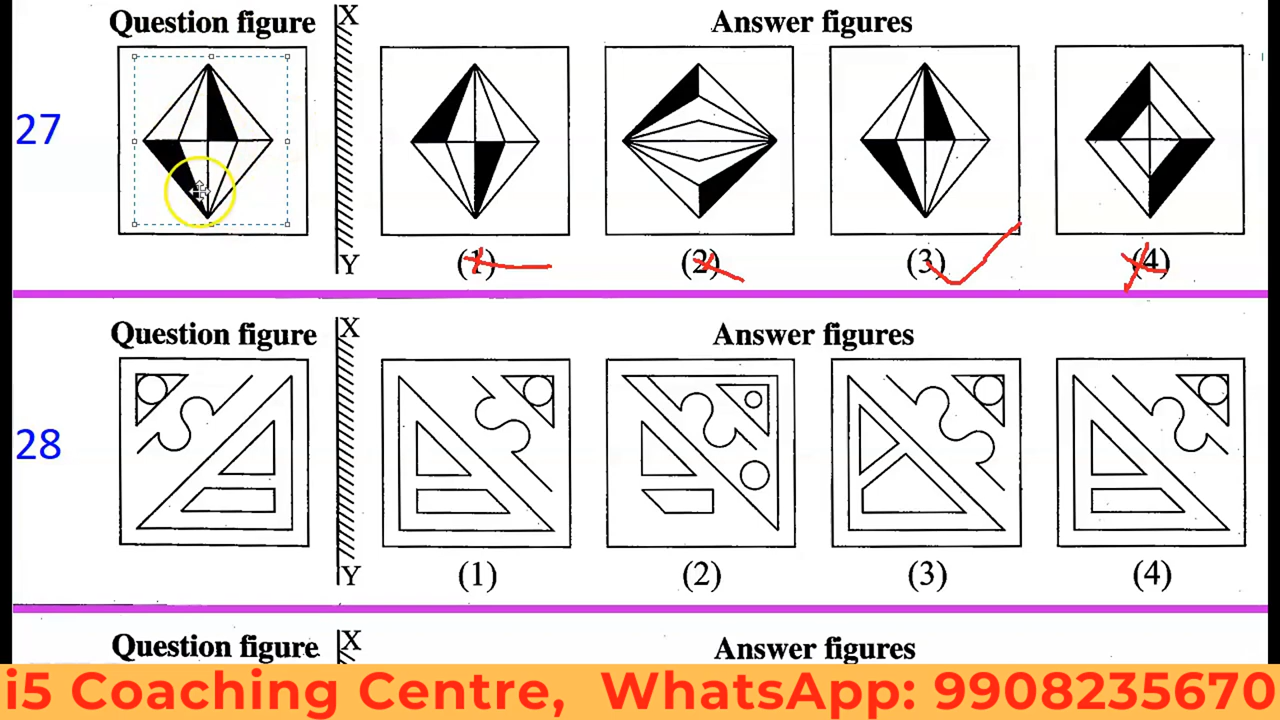 Question figure X Answer figures
27
Y (1) (2) (3) (4)
Question figure X Answer figures
28
Y (1) (2) (3) (4)
Question figure X Answer figures
i5 Coaching Centre, WhatsApp: 9908235670